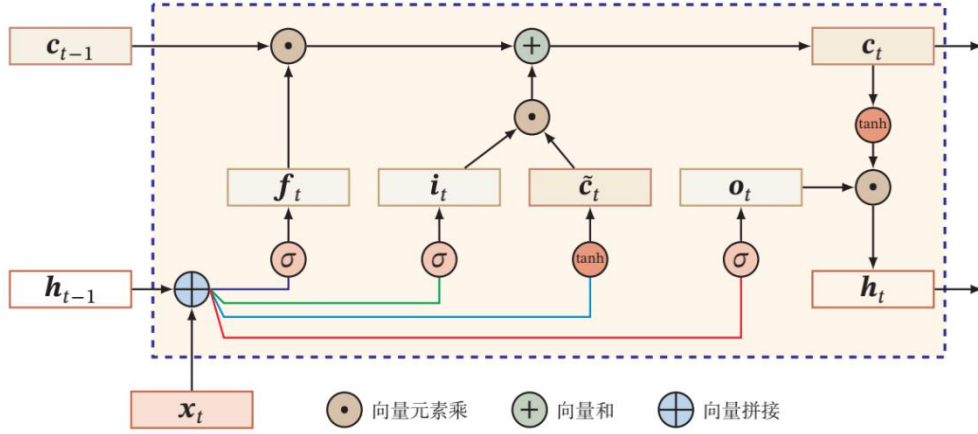 c_{t−1}
c_t
tanh
f_t
i_t
c̃_t
o_t
σ
σ
tanh
σ
h_{t−1}
h_t
x_t
向量元素乘
向量和
向量拼接